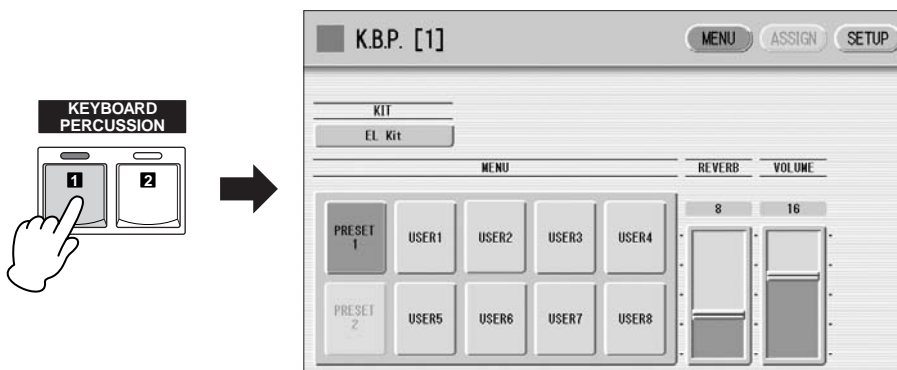 KEYBOARD
PERCUSSION
1
2
K.B.P. [1]
MENU
ASSIGN
SETUP
KIT
EL Kit
MENU
REVERB
VOLUME
8
16
PRESET
1
USER1
USER2
USER3
USER4
PRESET
2
USER5
USER6
USER7
USER8